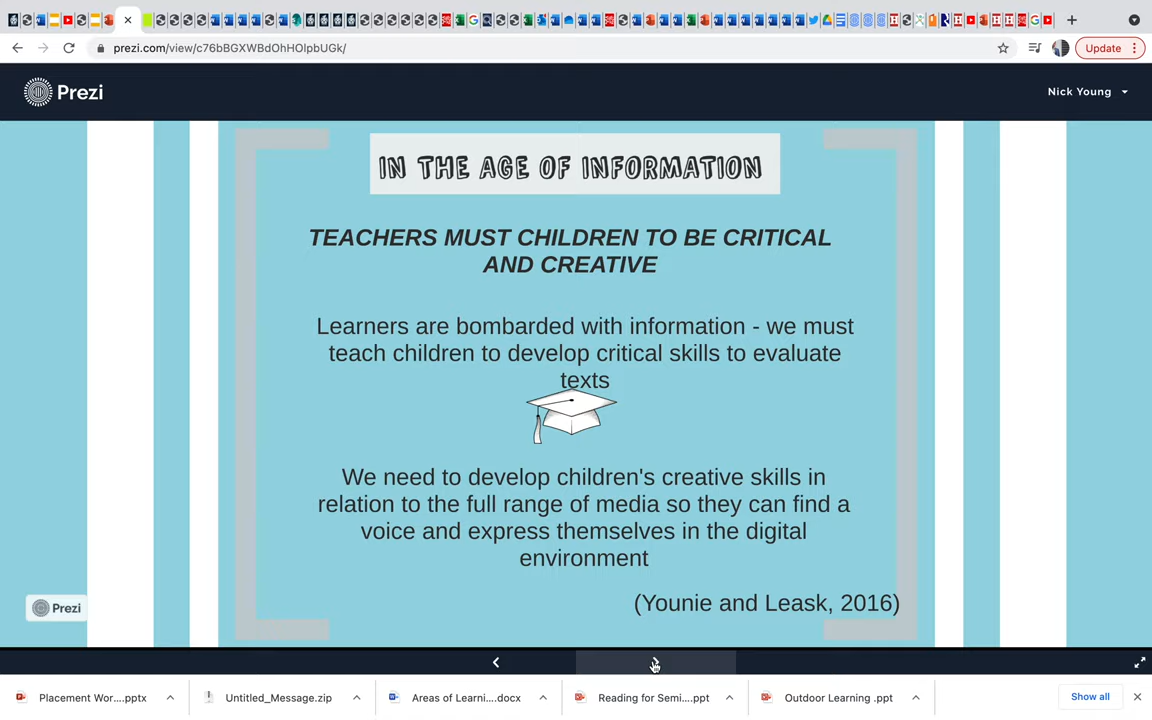 prezi.com/view/c76bBGXWBdOhHOlpbUGk/
Update
Prezi
Nick Young
IN THE AGE OF INFORMATION
TEACHERS MUST CHILDREN TO BE CRITICAL
AND CREATIVE
Learners are bombarded with information - we must
teach children to develop critical skills to evaluate
texts
We need to develop children's creative skills in
relation to the full range of media so they can find a
voice and express themselves in the digital
environment
(Younie and Leask, 2016)
Prezi
Placement Wor....pptx
Untitled_Message.zip
Areas of Learni....docx
Reading for Semi....ppt
Outdoor Learning .ppt
Show all